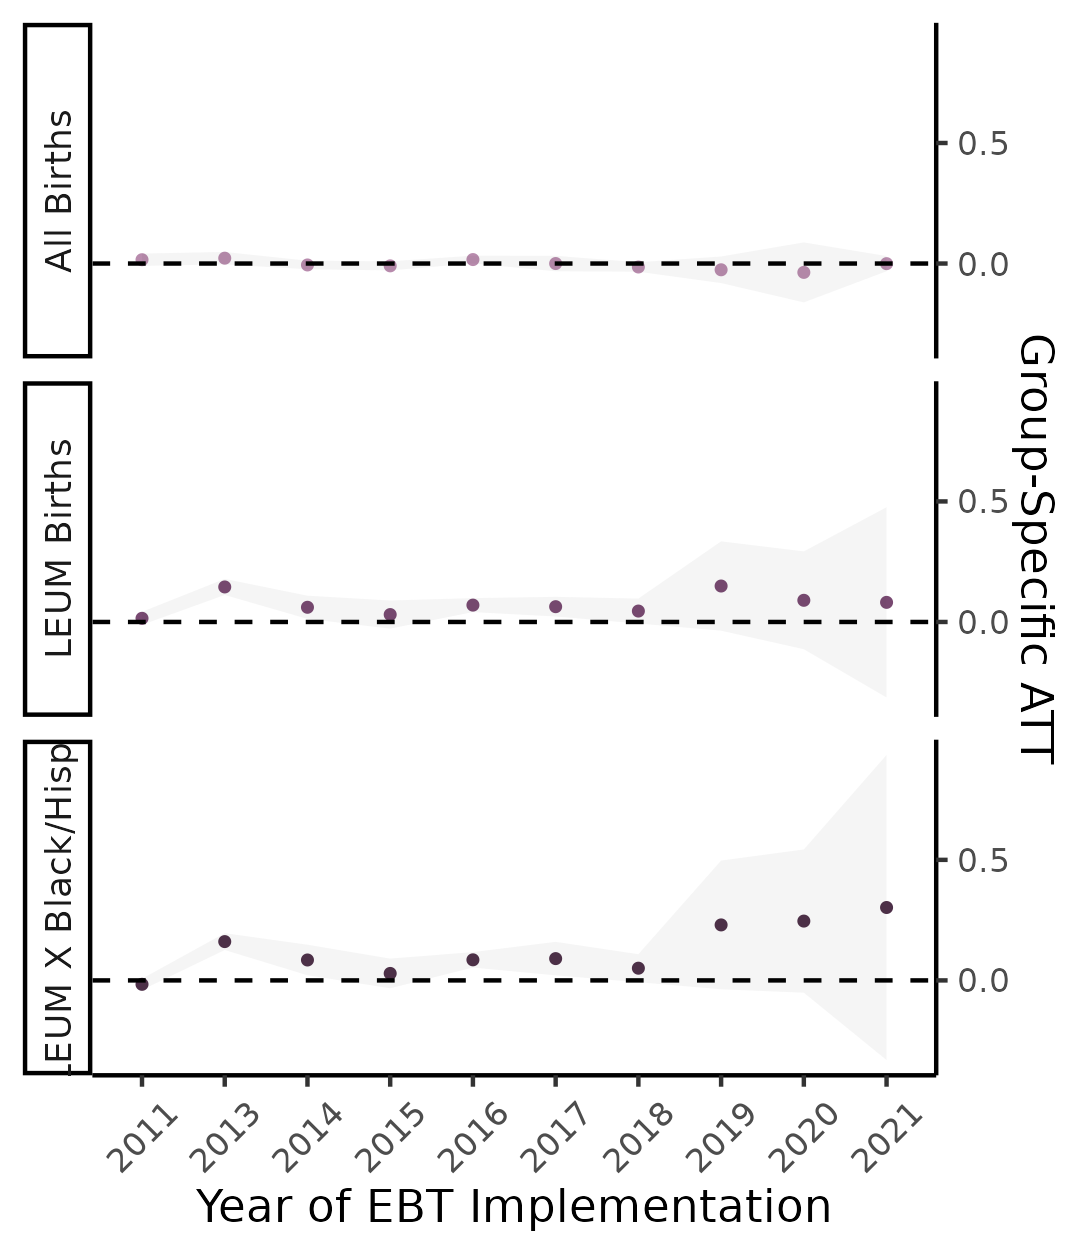 All Births
0.5
0.0
LEUM Births
0.5
0.0
LEUM X Black/Hisp
0.5
0.0
Group-Specific ATT
2011 2013 2014 2015 2016 2017 2018 2019 2020 2021
Year of EBT Implementation